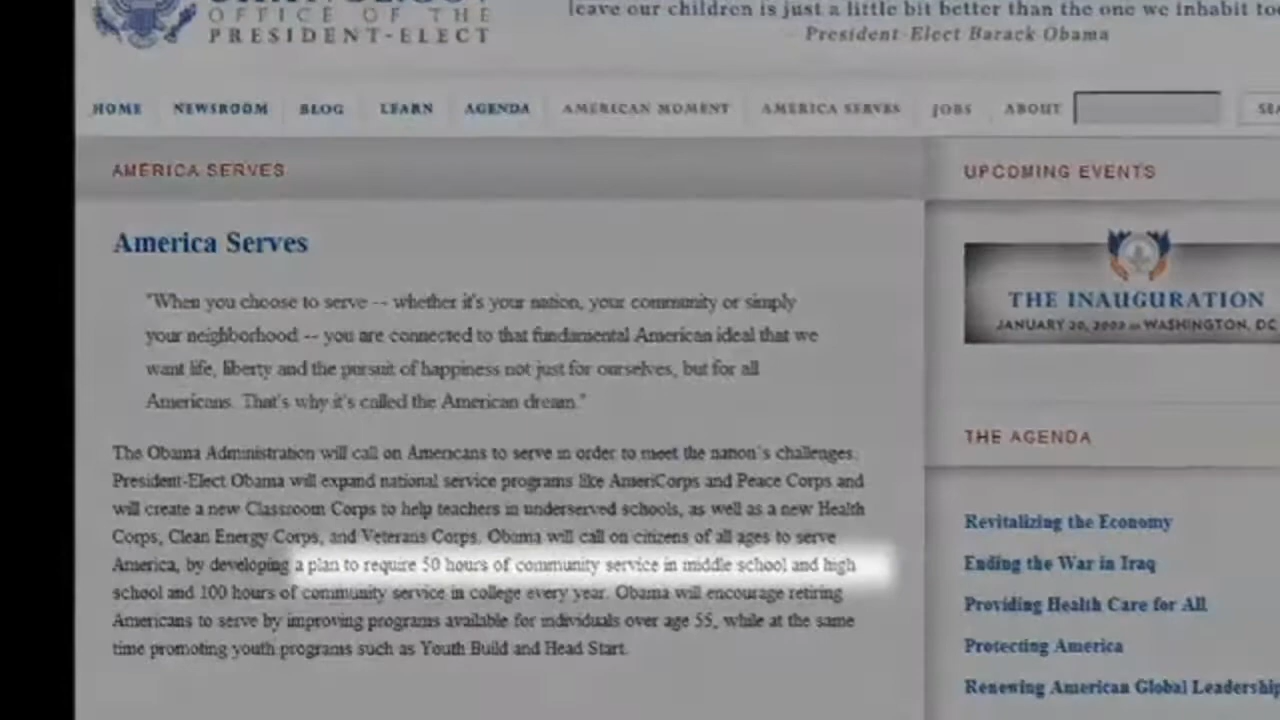 OFFICE OF THE
PRESIDENT-ELECT
leave our children is just a little bit better than the one we inhabit
President-Elect Barack Obama
HOME NEWSROOM BLOG LEARN AGENDA AMERICAN MOMENT AMERICA SERVES JOBS ABOUT
AMERICA SERVES
UPCOMING EVENTS
America Serves
THE INAUGURATION
JANUARY 20, 2009 WASHINGTON, DC
"When you choose to serve -- whether it's your nation, your community or simply
your neighborhood -- you are connected to that fundamental American ideal that we
want life, liberty and the pursuit of happiness not just for ourselves, but for all
Americans. That's why it's called the American dream."
The Obama Administration will call on Americans to serve in order to meet the nation's challenges.
President-Elect Obama will expand national service programs like AmeriCorps and Peace Corps and
will create a new Classroom Corps to help teachers in underserved schools, as well as a new Health
Corps, Clean Energy Corps, and Veterans Corps. Obama will call on citizens of all ages to serve
America, by developing a plan to require 50 hours of community service in middle school and high
school and 100 hours of community service in college every year. Obama will encourage retiring
Americans to serve by improving programs available for individuals over age 55, while at the same
time promoting youth programs such as Youth Build and Head Start.
THE AGENDA
Revitalizing the Economy
Ending the War in Iraq
Providing Health Care for All
Protecting America
Renewing American Global Leadership